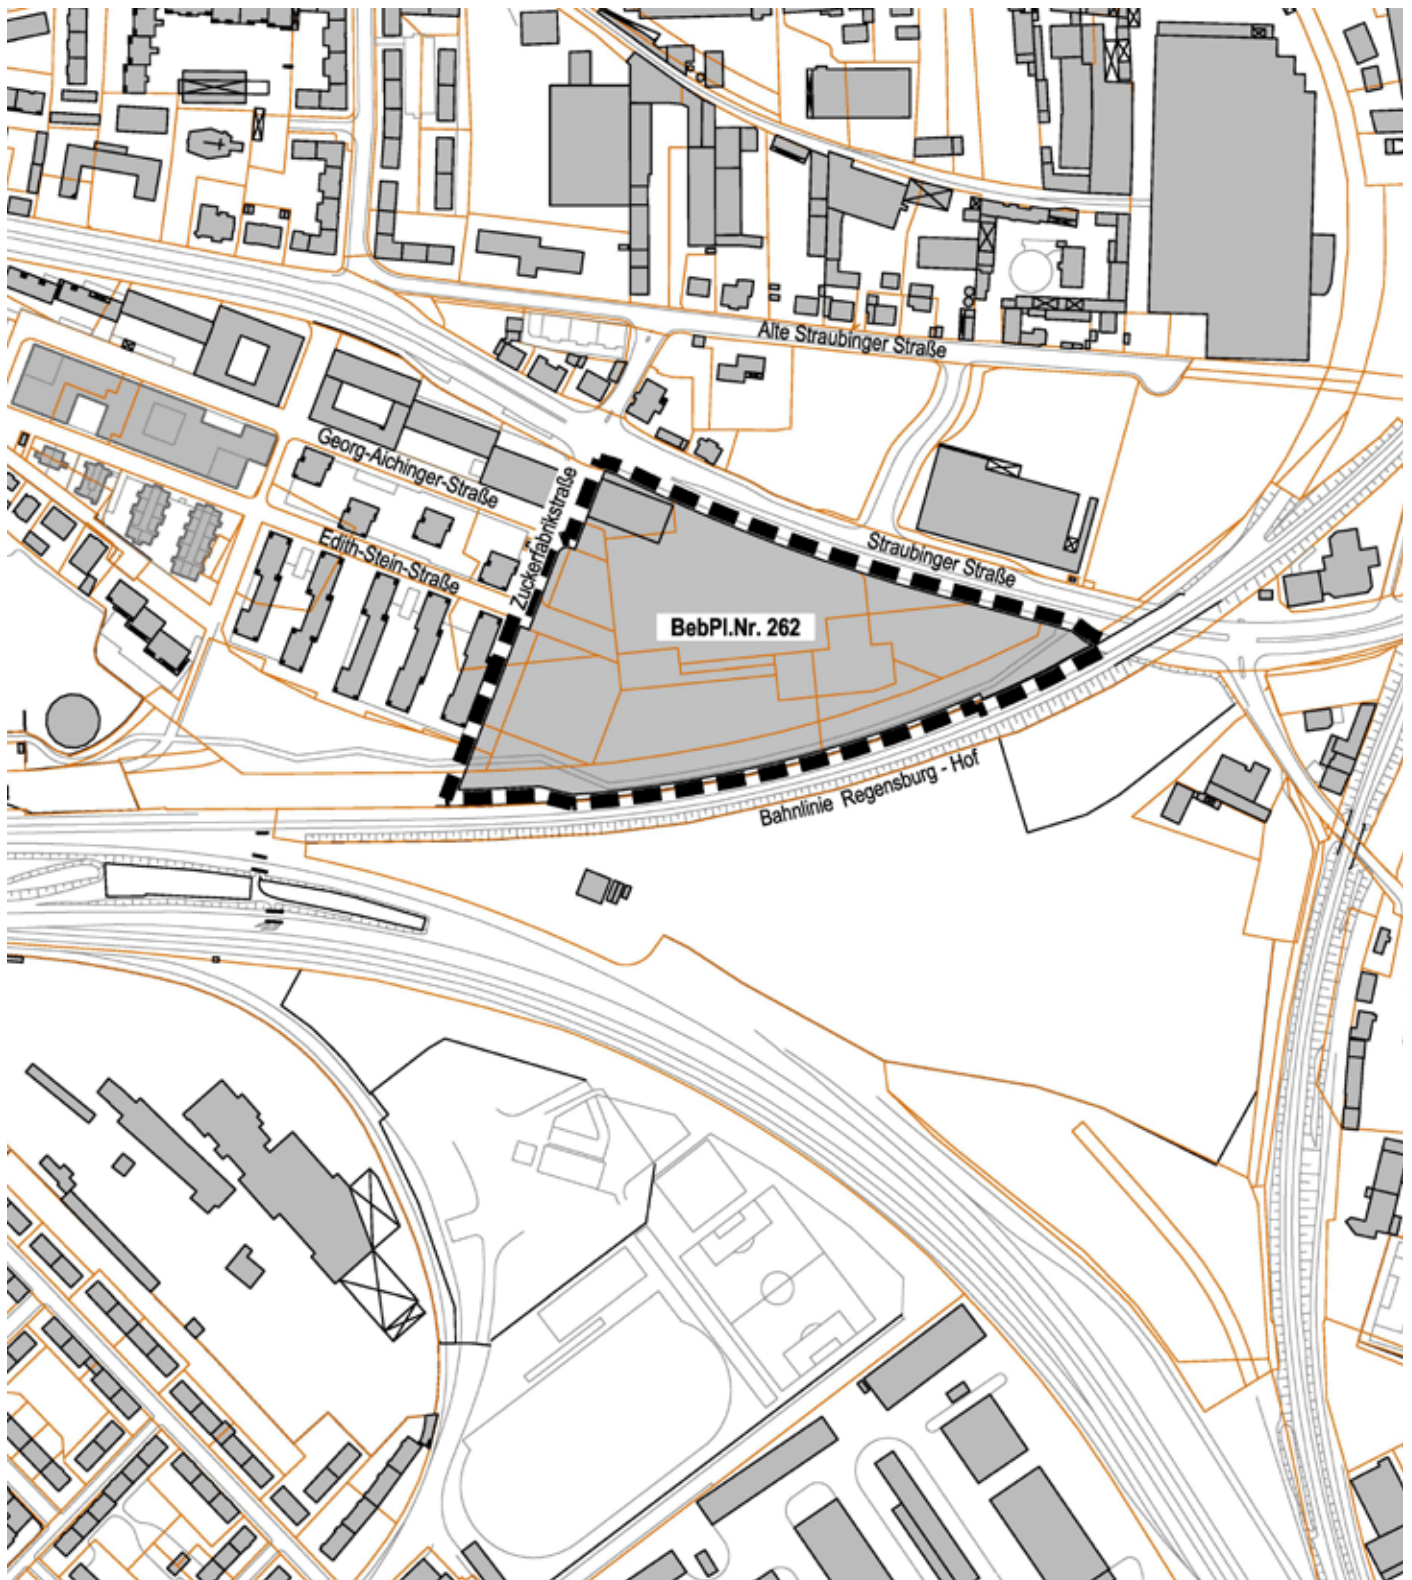 Alte Straubinger Straße
Georg-Aichinger-Straße
Zuckerfabrikstraße
Edith-Stein-Straße
Straubinger Straße
BebPl.Nr. 262
Bahnlinie Regensburg - Hof